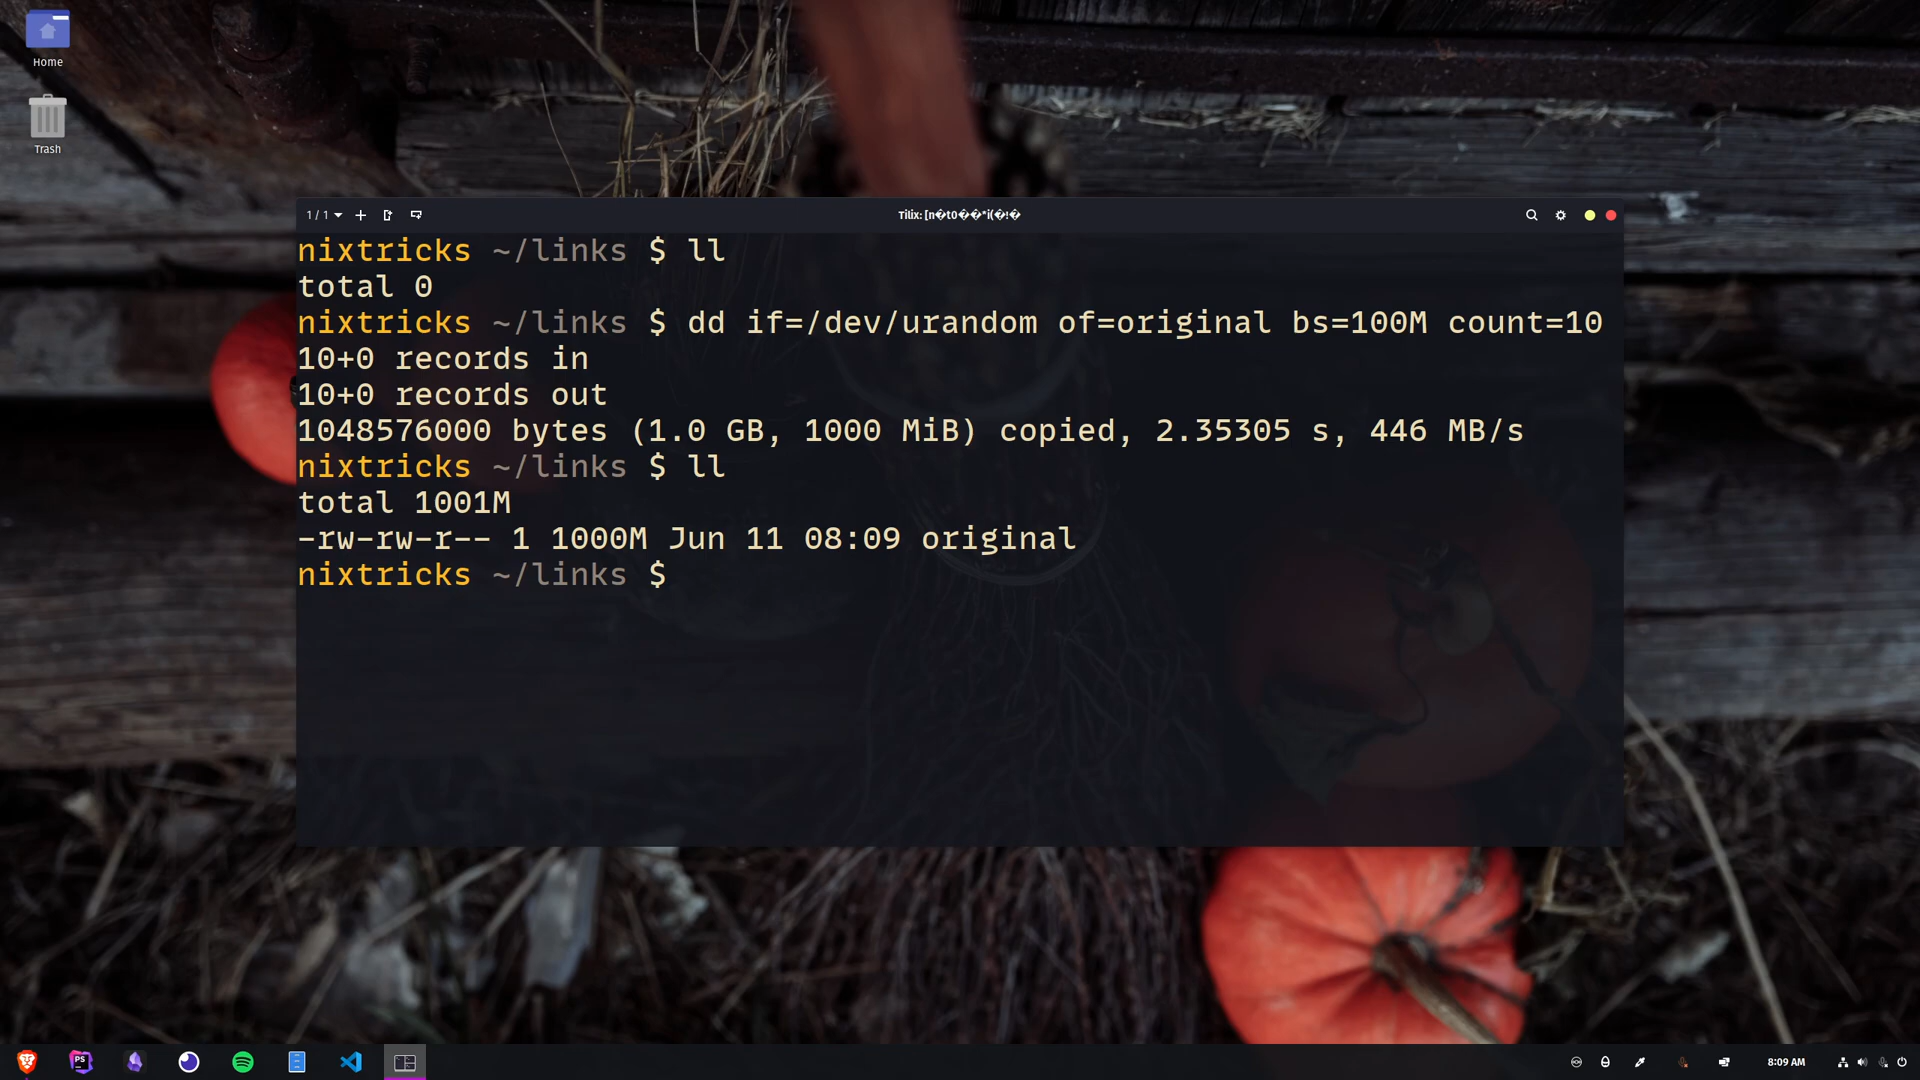 Home
Trash
1 / 1
Tilix: [n�t0��*i(�!�
nixtricks ~/links $ ll
total 0
nixtricks ~/links $ dd if=/dev/urandom of=original bs=100M count=10
10+0 records in
10+0 records out
1048576000 bytes (1.0 GB, 1000 MiB) copied, 2.35305 s, 446 MB/s
nixtricks ~/links $ ll
total 1001M
-rw-rw-r-- 1 1000M Jun 11 08:09 original
nixtricks ~/links $
PS
8:09 AM